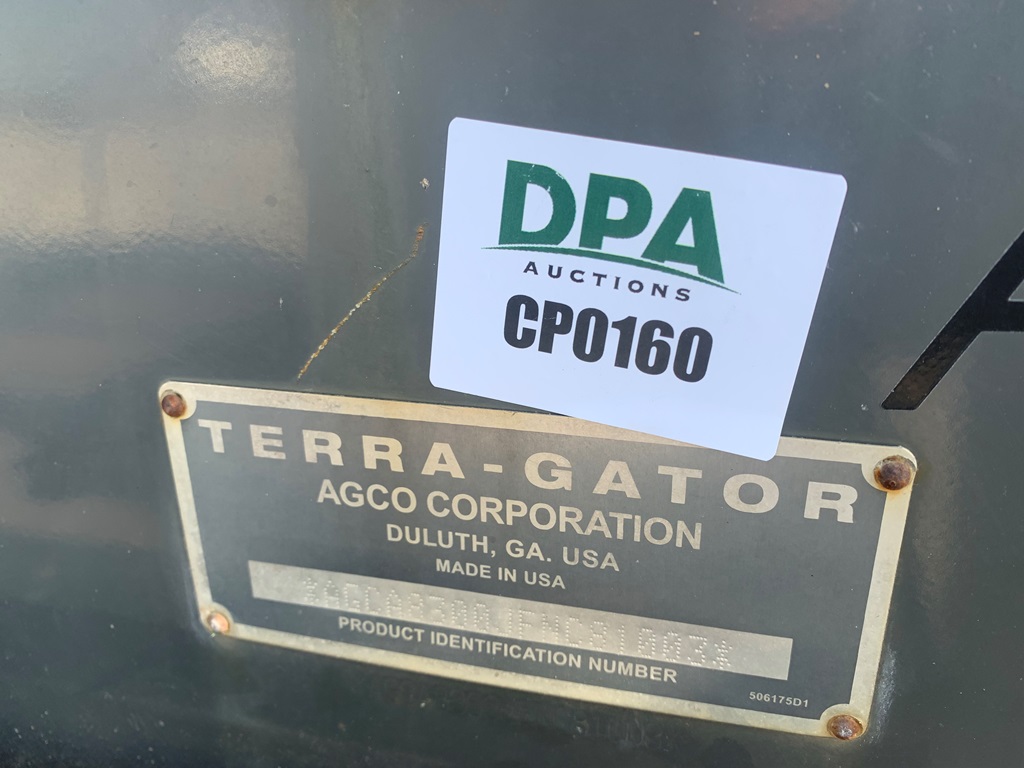 DPA
AUCTIONS
CP0160
TERRA-GATOR
AGCO CORPORATION
DULUTH, GA. USA
MADE IN USA
PRODUCT IDENTIFICATION NUMBER
506175D1